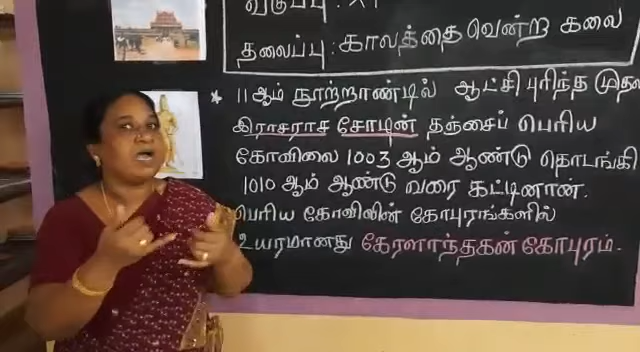 வகுப்பு : XI
தலைப்பு : காலத்தை வென்ற கலை
* 11 ஆம் நூற்றாண்டில் ஆட்சி புரிந்த முதல
இராசராச சோழன் தஞ்சைப் பெரிய
கோவிலை 1003 ஆம் ஆண்டு தொடங்கி
1010 ஆம் ஆண்டு வரை கட்டினான்.
பெரிய கோவிலின் கோபுரங்களில்
உயரமானது கேரளாந்தகன் கோபுரம்.